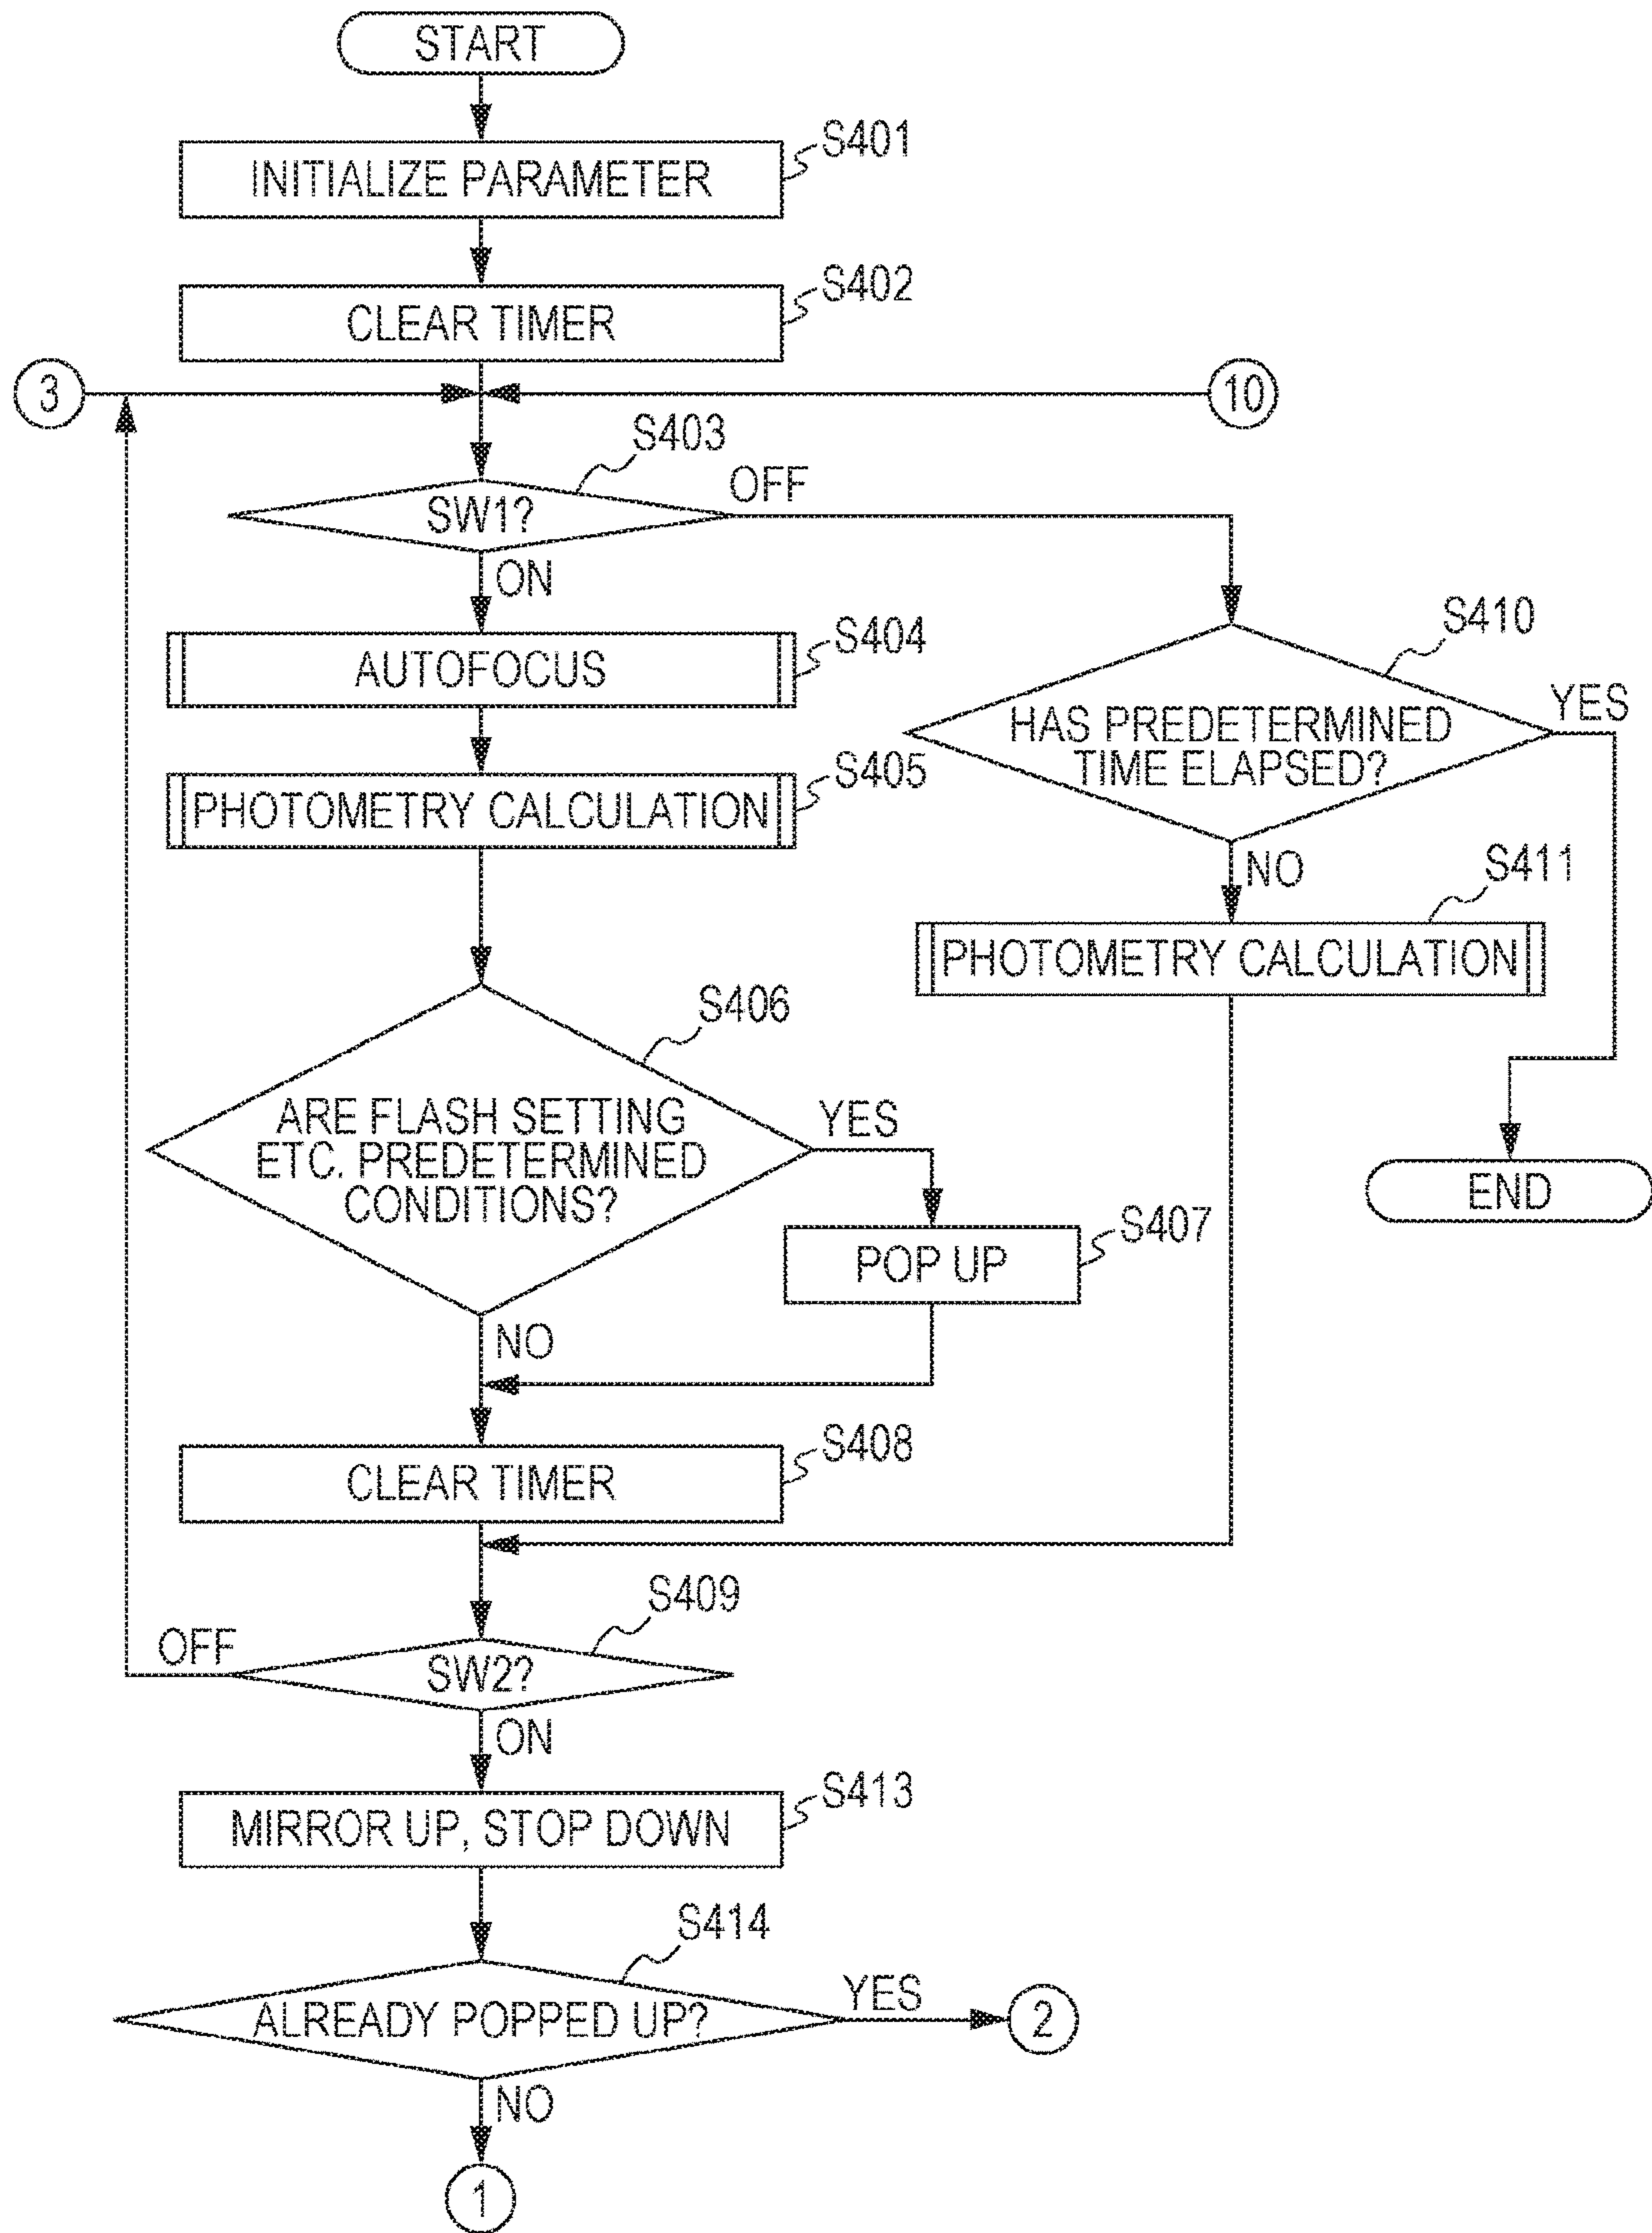 START
S401
INITIALIZE PARAMETER
S402
CLEAR TIMER
3
10
S403
SW1?
OFF
ON
S404
AUTOFOCUS
S410
HAS PREDETERMINED
TIME ELAPSED?
YES
NO
S405
PHOTOMETRY CALCULATION
S411
PHOTOMETRY CALCULATION
S406
ARE FLASH SETTING
ETC. PREDETERMINED
CONDITIONS?
YES
END
S407
POP UP
NO
S408
CLEAR TIMER
S409
OFF
SW2?
ON
S413
MIRROR UP, STOP DOWN
S414
ALREADY POPPED UP?
YES
2
NO
1